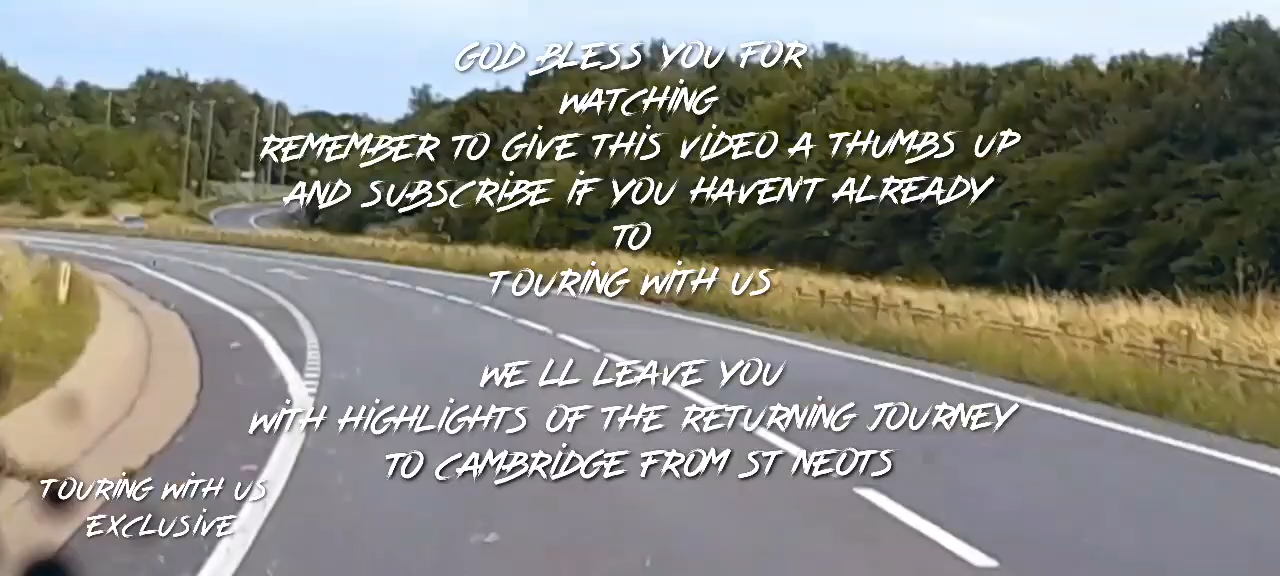 GOD BLESS YOU FOR
WATCHING
REMEMBER TO GIVE THIS VIDEO A THUMBS UP
AND SUBSCRIBE IF YOU HAVENT ALREADY
TO
TOURING WITH US
WE LL LEAVE YOU
WITH HIGHLIGHTS OF THE RETURNING JOURNEY
TO CAMBRIDGE FROM ST NEOTS
TOURING WITH US
EXCLUSIVE